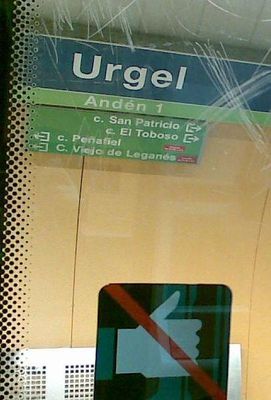 Urgel
Andén 1
c. San Patricio
c. El Toboso
c. Peñafiel
C. Viejo de Leganés